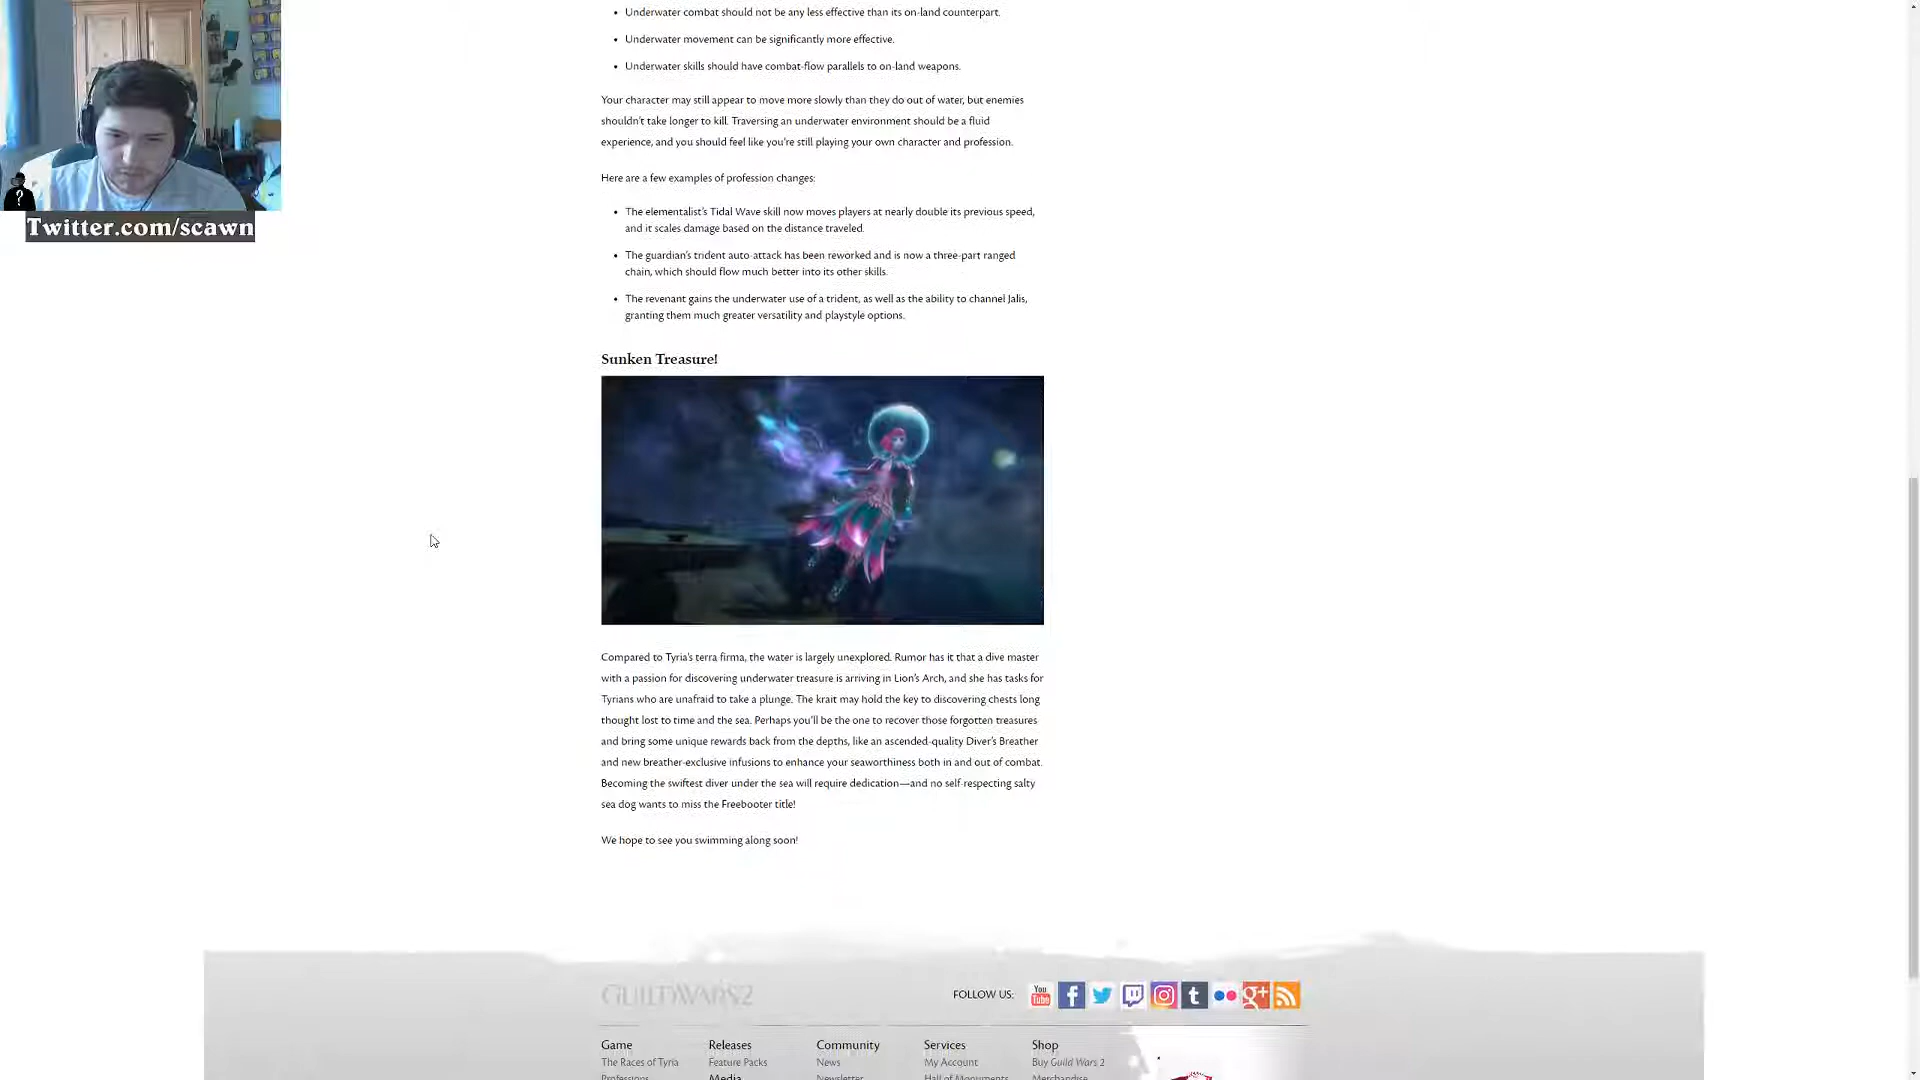 Underwater combat should not be any less effective than its on-land counterpart.
Underwater movement can be significantly more effective.
Underwater skills should have combat-flow parallels to on-land weapons.
Your character may still appear to move more slowly than they do out of water, but enemies
shouldn't take longer to kill. Traversing an underwater environment should be a fluid
experience, and you should feel like you're still playing your own character and profession.
Here are a few examples of profession changes:
The elementalist's Tidal Wave skill now moves players at nearly double its previous speed,
and it scales damage based on the distance traveled.
The guardian's trident auto-attack has been reworked and is now a three-part ranged
chain, which should flow much better into its other skills.
The revenant gains the underwater use of a trident, as well as the ability to channel Jalis,
granting them much greater versatility and playstyle options.
?
Twitter.com/scawn
Sunken Treasure!
Compared to Tyria's terra firma, the water is largely unexplored. Rumor has it that a dive master
with a passion for discovering underwater treasure is arriving in Lion's Arch, and she has tasks for
Tyrians who are unafraid to take a plunge. The krait may hold the key to discovering chests long
thought lost to time and the sea. Perhaps you'll be the one to recover those forgotten treasures
and bring some unique rewards back from the depths, like an ascended-quality Diver's Breather
and new breather-exclusive infusions to enhance your seaworthiness both in and out of combat.
Becoming the swiftest diver under the sea will require dedication—and no self-respecting salty
sea dog wants to miss the Freebooter title!
We hope to see you swimming along soon!
GUILD WARS 2
FOLLOW US:
You Tube
g+
Game Releases Community Services Shop
The Races of Tyria Feature Packs News My Account Buy Guild Wars 2
Professions Media Newsletter Hall of Monuments Merchandise